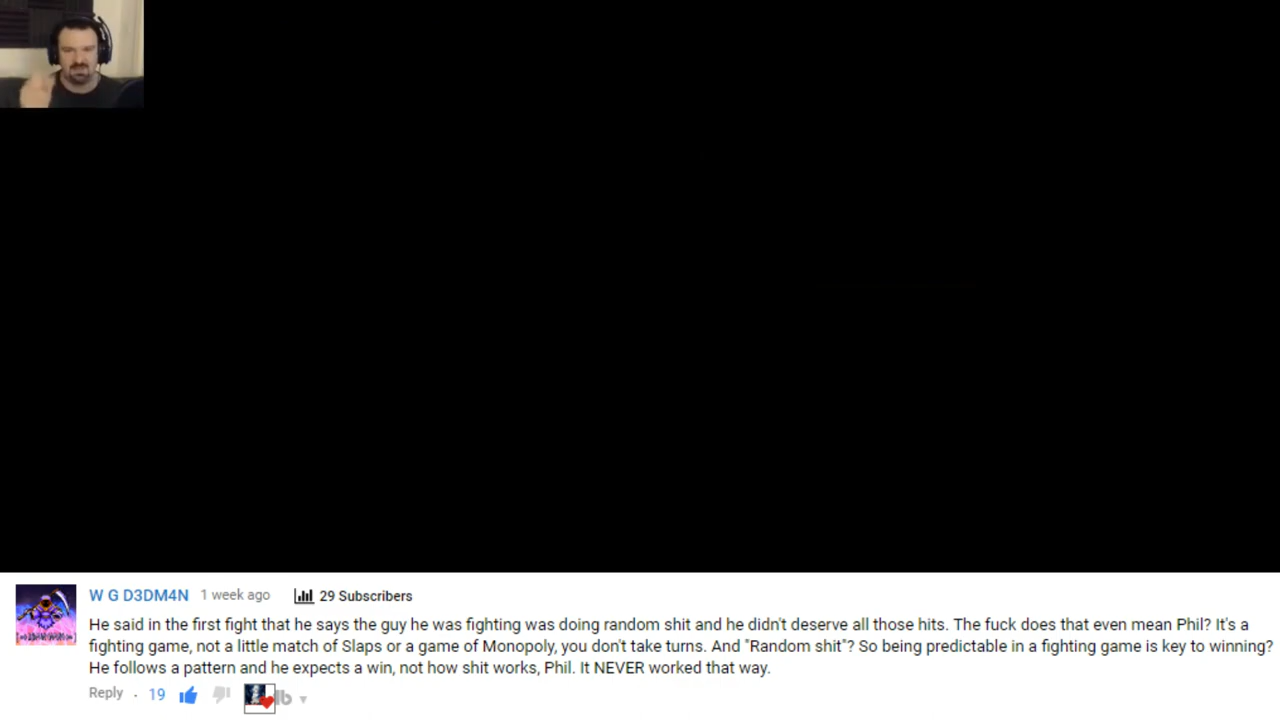 W G D3DM4N 1 week ago 29 Subscribers
He said in the first fight that he says the guy he was fighting was doing random shit and he didn't deserve all those hits. The fuck does that even mean Phil? It's a
fighting game, not a little match of Slaps or a game of Monopoly, you don't take turns. And "Random shit"? So being predictable in a fighting game is key to winning?
He follows a pattern and he expects a win, not how shit works, Phil. It NEVER worked that way.
Reply · 19